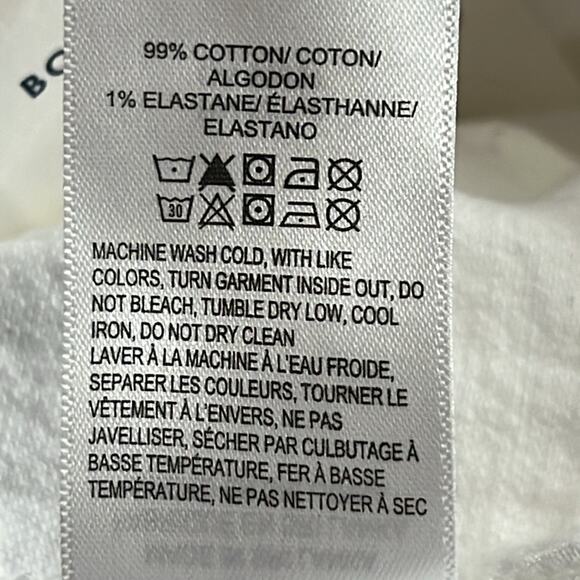 BO
99% COTTON/ COTON/
ALGODON
1% ELASTANE/ ÉLASTHANNE/
ELASTANO
30
MACHINE WASH COLD, WITH LIKE
COLORS, TURN GARMENT INSIDE OUT, DO
NOT BLEACH, TUMBLE DRY LOW, COOL
IRON, DO NOT DRY CLEAN
LAVER À LA MACHINE À L'EAU FROIDE,
SEPARER LES COULEURS, TOURNER LE
VÊTEMENT À L'ENVERS, NE PAS
JAVELLISER, SÉCHER PAR CULBUTAGE À
BASSE TEMPÉRATURE, FER À BASSE
TEMPÉRATURE, NE PAS NETTOYER À SEC